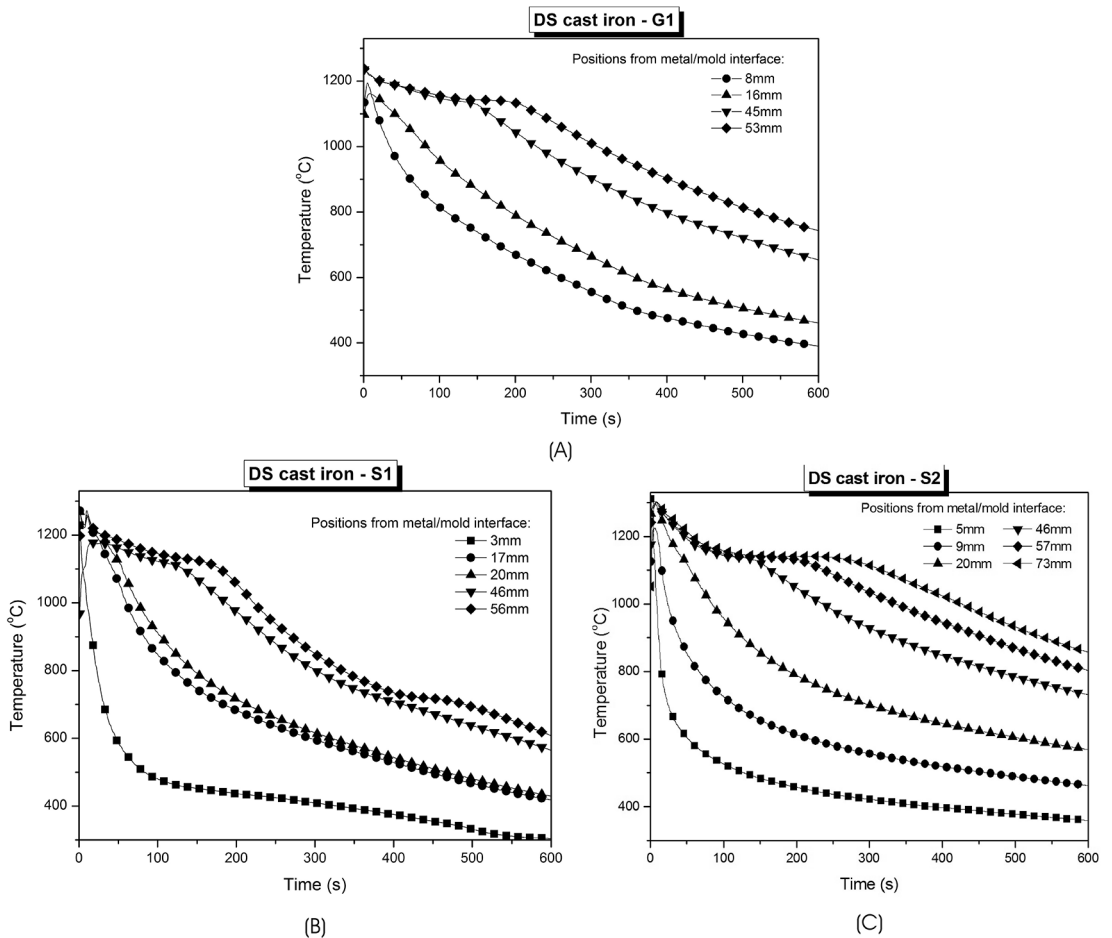 DS cast iron - G1
Positions from metal/mold interface:
8mm
16mm
45mm
53mm
1200
1000
800
600
400
Temperature (°C)
0 100 200 300 400 500 600
Time (s)
(A)
DS cast iron - S1
Positions from metal/mold interface:
3mm
17mm
20mm
46mm
56mm
1200
1000
800
600
400
Temperature (°C)
0 100 200 300 400 500 600
Time (s)
(B)
DS cast iron - S2
Positions from metal/mold interface:
5mm 46mm
9mm 57mm
20mm 73mm
1200
1000
800
600
400
Temperature (°C)
0 100 200 300 400 500 600
Time (s)
(C)